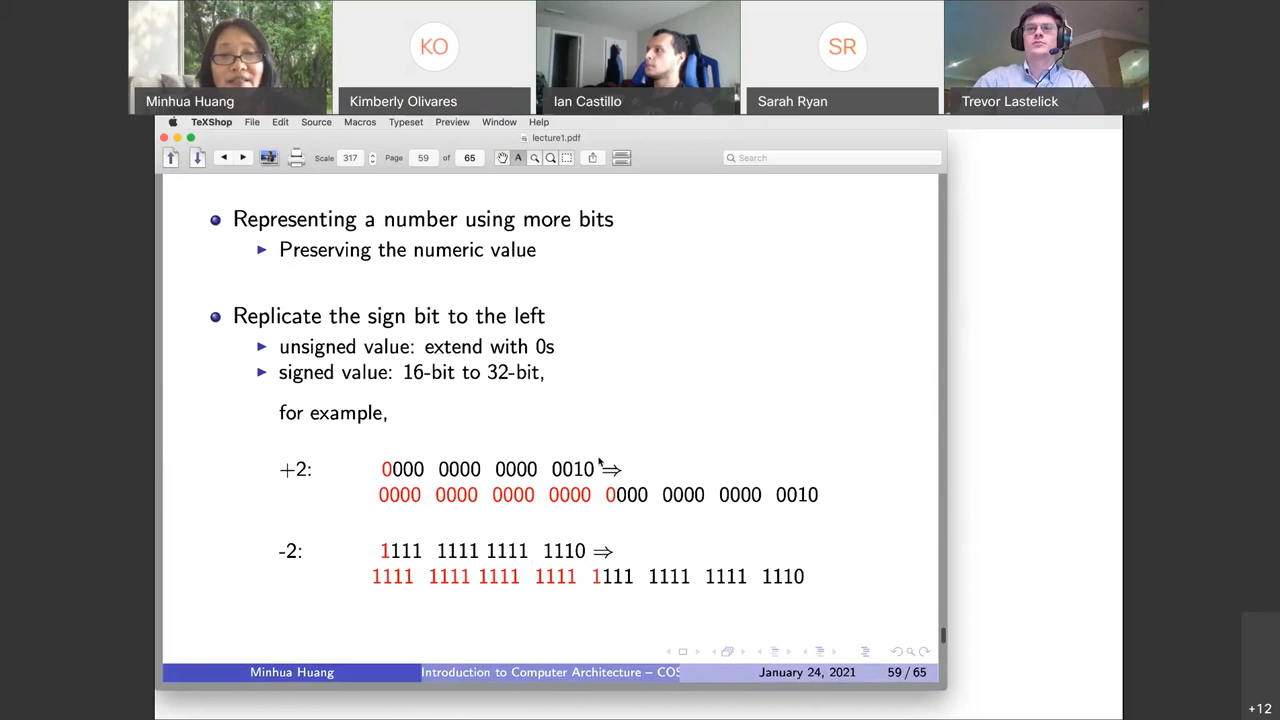 KO
SR
Minhua Huang
Kimberly Olivares
Ian Castillo
Sarah Ryan
Trevor Lastelick
TeXShop File Edit Source Macros Typeset Preview Window Help
lecture1.pdf
Scale 317 Page 59 of 65 A Search
Representing a number using more bits
Preserving the numeric value
Replicate the sign bit to the left
unsigned value: extend with 0s
signed value: 16-bit to 32-bit,
for example,
+2: 0000 0000 0000 0010 ⇒
0000 0000 0000 0000 0000 0000 0000 0010
-2: 1111 1111 1111 1110 ⇒
1111 1111 1111 1111 1111 1111 1111 1110
Minhua Huang Introduction to Computer Architecture – COS January 24, 2021 59 / 65
+12